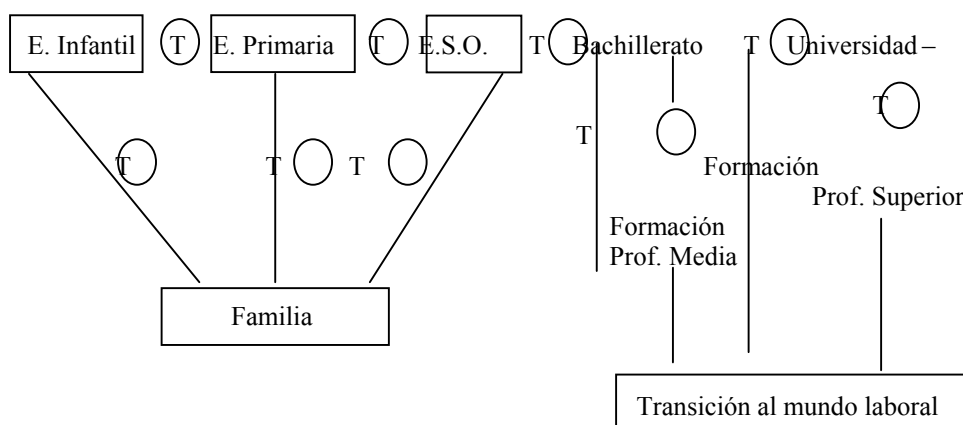 E. Infantil T E. Primaria T E.S.O. T Bachillerato T Universidad –
T
T
T T T
Formación
Prof. Superior
Formación
Prof. Media
Familia
Transición al mundo laboral